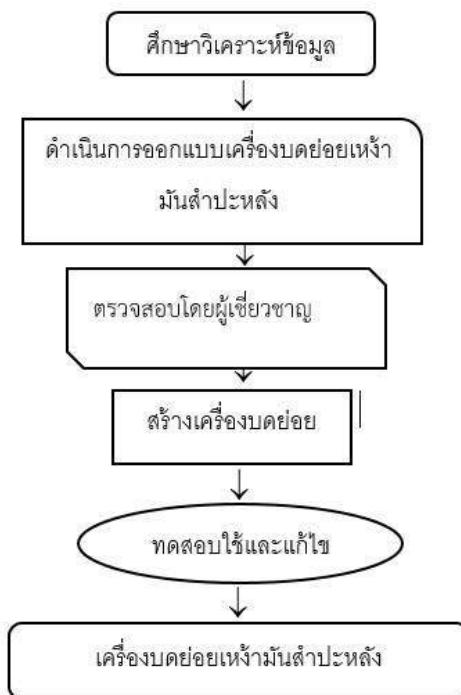 ศึกษาวิเคราะห์ข้อมูล
ดำเนินการออกแบบเครื่องบดย่อยเหง้า
มันสำปะหลัง
ตรวจสอบโดยผู้เชี่ยวชาญ
สร้างเครื่องบดย่อย
ทดสอบใช้และแก้ไข
เครื่องบดย่อยเหง้ามันสำปะหลัง